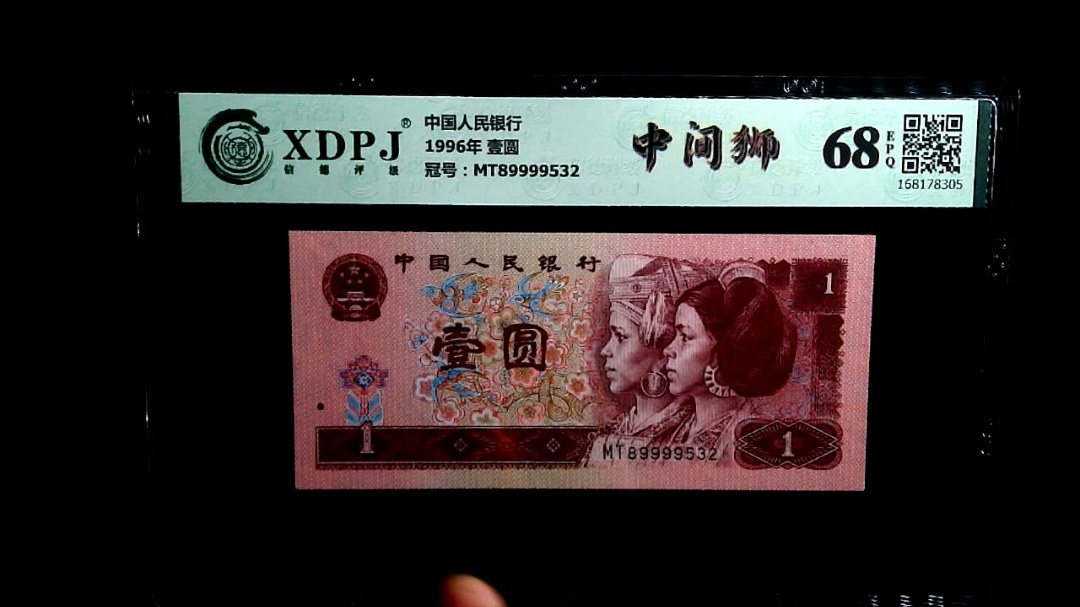 XDPJ®
信德评级
中国人民银行
1996年 壹圆
冠号：MT89999532
中间狮
68
EPQ
168178305
中国人民银行
1
壹圆
1
MT89999532
1